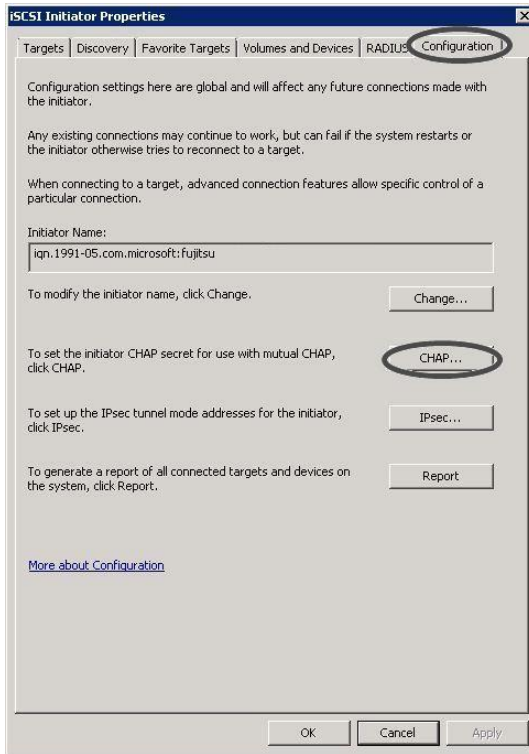 iSCSI Initiator Properties
Targets
Discovery
Favorite Targets
Volumes and Devices
RADIUS
Configuration
Configuration settings here are global and will affect any future connections made with
the initiator.
Any existing connections may continue to work, but can fail if the system restarts or
the initiator otherwise tries to reconnect to a target.
When connecting to a target, advanced connection features allow specific control of a
particular connection.
Initiator Name:
iqn.1991-05.com.microsoft:fujitsu
To modify the initiator name, click Change.
Change...
To set the initiator CHAP secret for use with mutual CHAP,
click CHAP.
CHAP...
To set up the IPsec tunnel mode addresses for the initiator,
click IPsec.
IPsec...
To generate a report of all connected targets and devices on
the system, click Report.
Report
More about Configuration
OK
Cancel
Apply